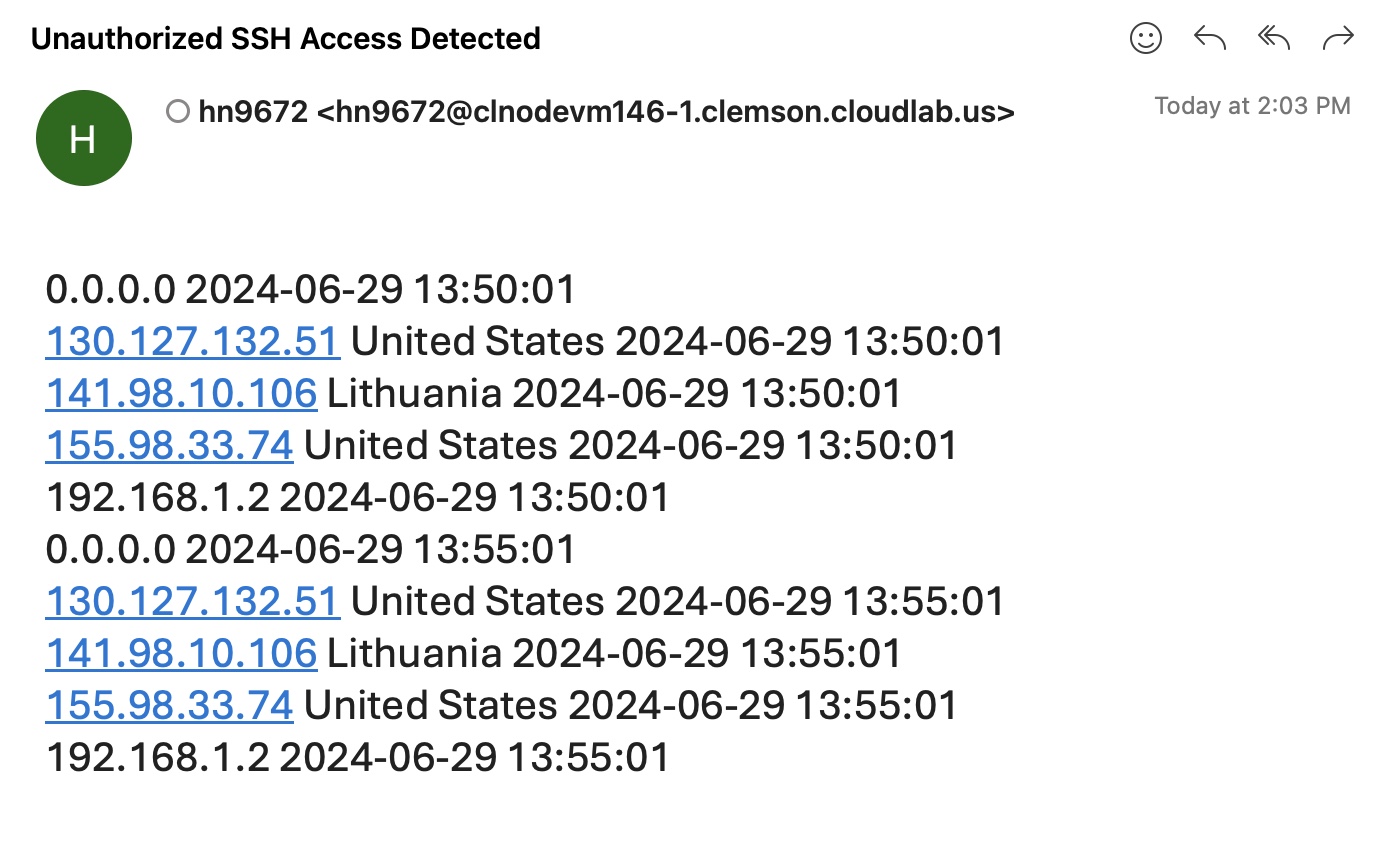 Unauthorized SSH Access Detected
H
hn9672 <hn9672@clnodevm146-1.clemson.cloudlab.us>
Today at 2:03 PM
0.0.0.0 2024-06-29 13:50:01
130.127.132.51 United States 2024-06-29 13:50:01
141.98.10.106 Lithuania 2024-06-29 13:50:01
155.98.33.74 United States 2024-06-29 13:50:01
192.168.1.2 2024-06-29 13:50:01
0.0.0.0 2024-06-29 13:55:01
130.127.132.51 United States 2024-06-29 13:55:01
141.98.10.106 Lithuania 2024-06-29 13:55:01
155.98.33.74 United States 2024-06-29 13:55:01
192.168.1.2 2024-06-29 13:55:01